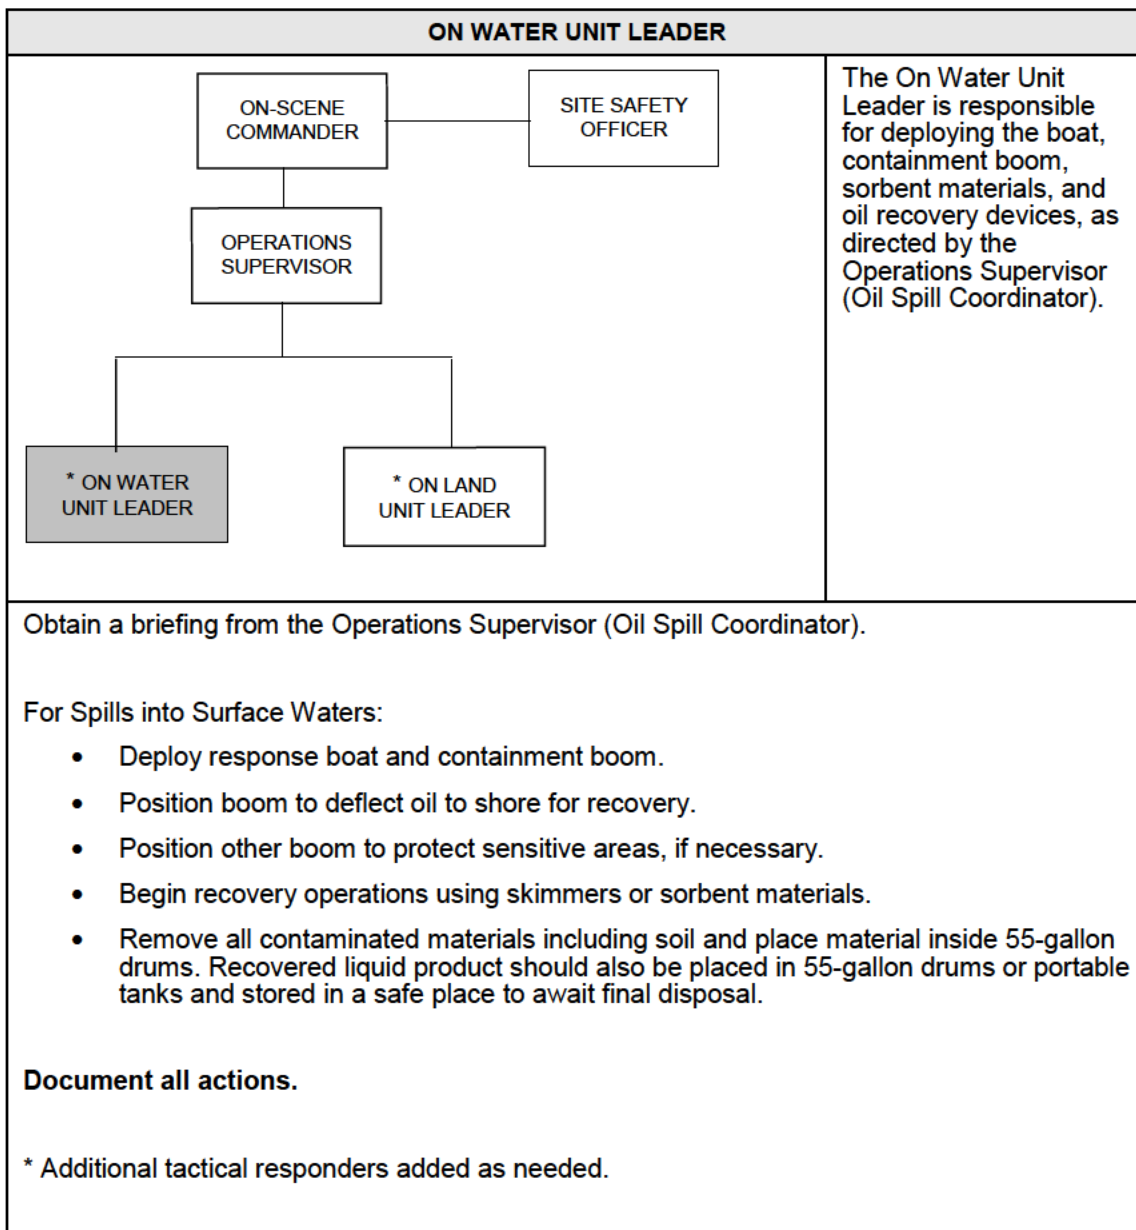 ON WATER UNIT LEADER
ON-SCENE
COMMANDER
SITE SAFETY
OFFICER
OPERATIONS
SUPERVISOR
* ON WATER
UNIT LEADER
* ON LAND
UNIT LEADER
The On Water Unit
Leader is responsible
for deploying the boat,
containment boom,
sorbent materials, and
oil recovery devices, as
directed by the
Operations Supervisor
(Oil Spill Coordinator).
Obtain a briefing from the Operations Supervisor (Oil Spill Coordinator).
For Spills into Surface Waters:
• Deploy response boat and containment boom.
• Position boom to deflect oil to shore for recovery.
• Position other boom to protect sensitive areas, if necessary.
• Begin recovery operations using skimmers or sorbent materials.
• Remove all contaminated materials including soil and place material inside 55-gallon
drums. Recovered liquid product should also be placed in 55-gallon drums or portable
tanks and stored in a safe place to await final disposal.
Document all actions.
* Additional tactical responders added as needed.